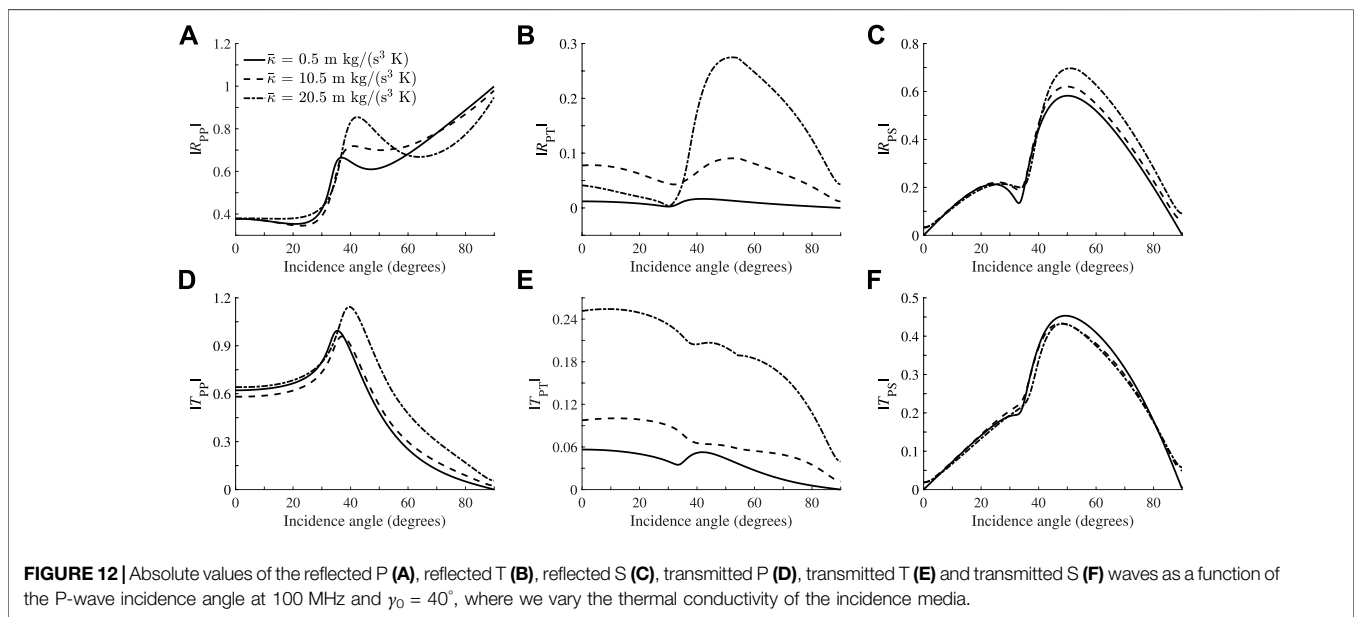 A
B
C
1.2
1
0.8
0.6
0.4
|R_PP|
κ̄ = 0.5 m kg/(s³ K)
κ̄ = 10.5 m kg/(s³ K)
κ̄ = 20.5 m kg/(s³ K)
0 20 40 60 80
Incidence angle (degrees)
0.3
0.2
0.1
0
|R_PT|
0 20 40 60 80
Incidence angle (degrees)
0.8
0.6
0.4
0.2
0
|R_PS|
0 20 40 60 80
Incidence angle (degrees)
D
E
F
1.2
0.9
0.6
0.3
0
|T_PP|
0 20 40 60 80
Incidence angle (degrees)
0.24
0.18
0.12
0.06
0
|T_PT|
0 20 40 60 80
Incidence angle (degrees)
0.5
0.4
0.3
0.2
0.1
0
|T_PS|
0 20 40 60 80
Incidence angle (degrees)
FIGURE 12 | Absolute values of the reflected P (A), reflected T (B), reflected S (C), transmitted P (D), transmitted T (E) and transmitted S (F) waves as a function of
the P-wave incidence angle at 100 MHz and γ₀ = 40°, where we vary the thermal conductivity of the incidence media.